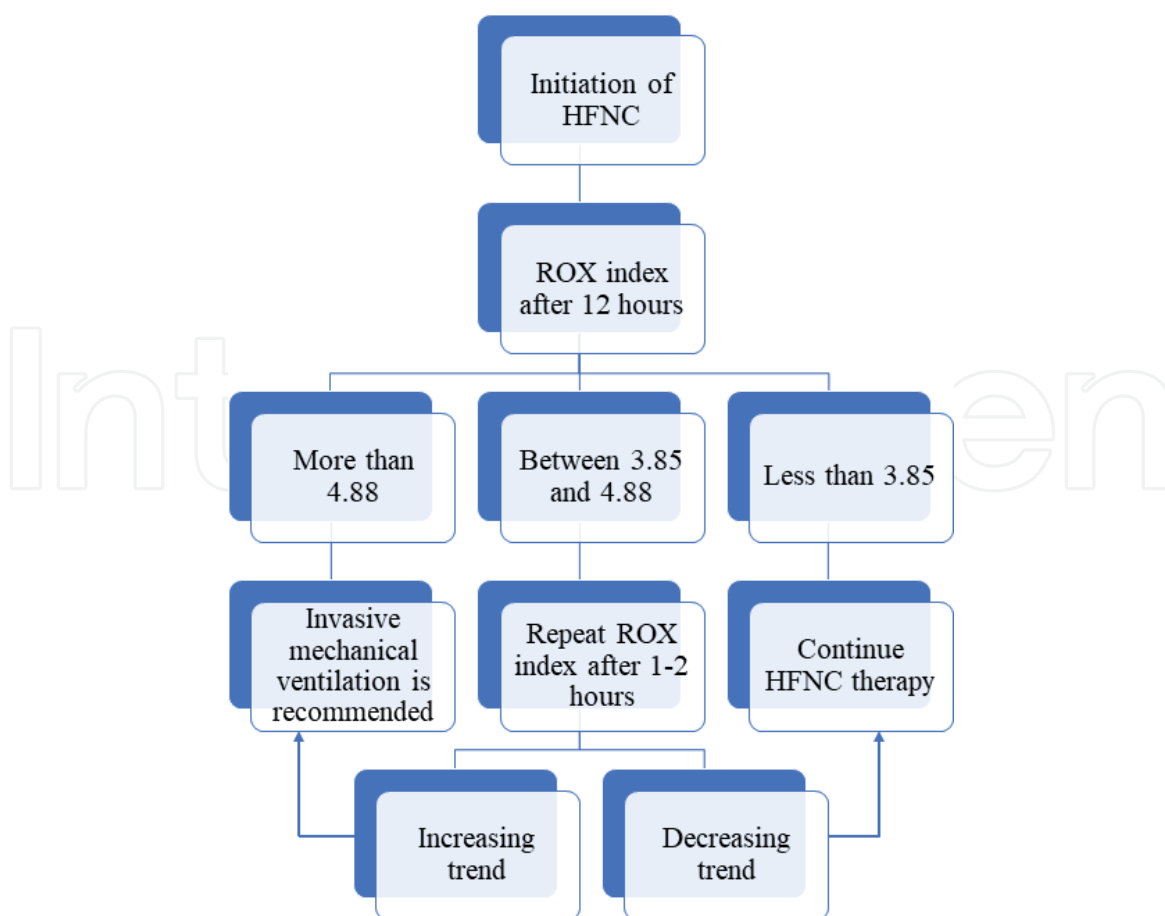 Initiation of
HFNC
ROX index
after 12 hours
More than
4.88
Between 3.85
and 4.88
Less than 3.85
Invasive
mechanical
ventilation is
recommended
Repeat ROX
index after 1-2
hours
Continue
HFNC therapy
Increasing
trend
Decreasing
trend
Inten